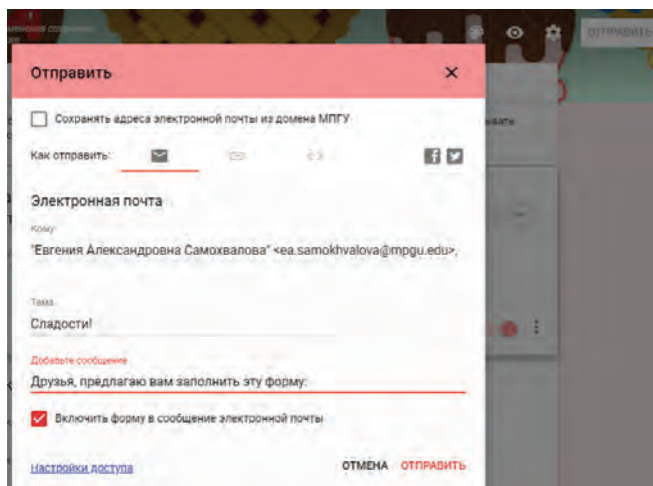 ОТПРАВИТЬ
Отправить
Сохранять адреса электронной почты из домена МПГУ
Как отправить:
Электронная почта
Кому
"Евгения Александровна Самохвалова" <ea.samokhvalova@mpgu.edu>,
Тема
Сладости!
Добавьте сообщение
Друзья, предлагаю вам заполнить эту форму:
Включить форму в сообщение электронной почты
Настройки доступа ОТМЕНА ОТПРАВИТЬ